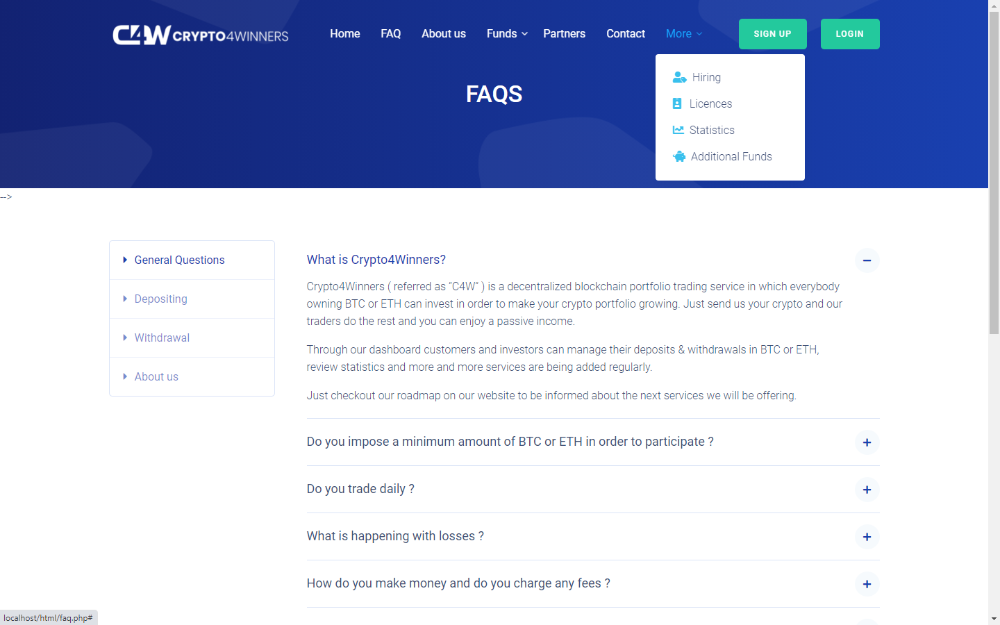 C4W CRYPTO4WINNERS
Home FAQ About us Funds Partners Contact More SIGN UP LOGIN
Hiring
Licences
Statistics
Additional Funds
FAQS
-->
General Questions
Depositing
Withdrawal
About us
What is Crypto4Winners?
Crypto4Winners ( referred as “C4W” ) is a decentralized blockchain portfolio trading service in which everybody
owning BTC or ETH can invest in order to make your crypto portfolio growing. Just send us your crypto and our
traders do the rest and you can enjoy a passive income.
Through our dashboard customers and investors can manage their deposits & withdrawals in BTC or ETH,
review statistics and more and more services are being added regularly.
Just checkout our roadmap on our website to be informed about the next services we will be offering.
Do you impose a minimum amount of BTC or ETH in order to participate ?
Do you trade daily ?
What is happening with losses ?
How do you make money and do you charge any fees ?
localhost/html/faq.php#